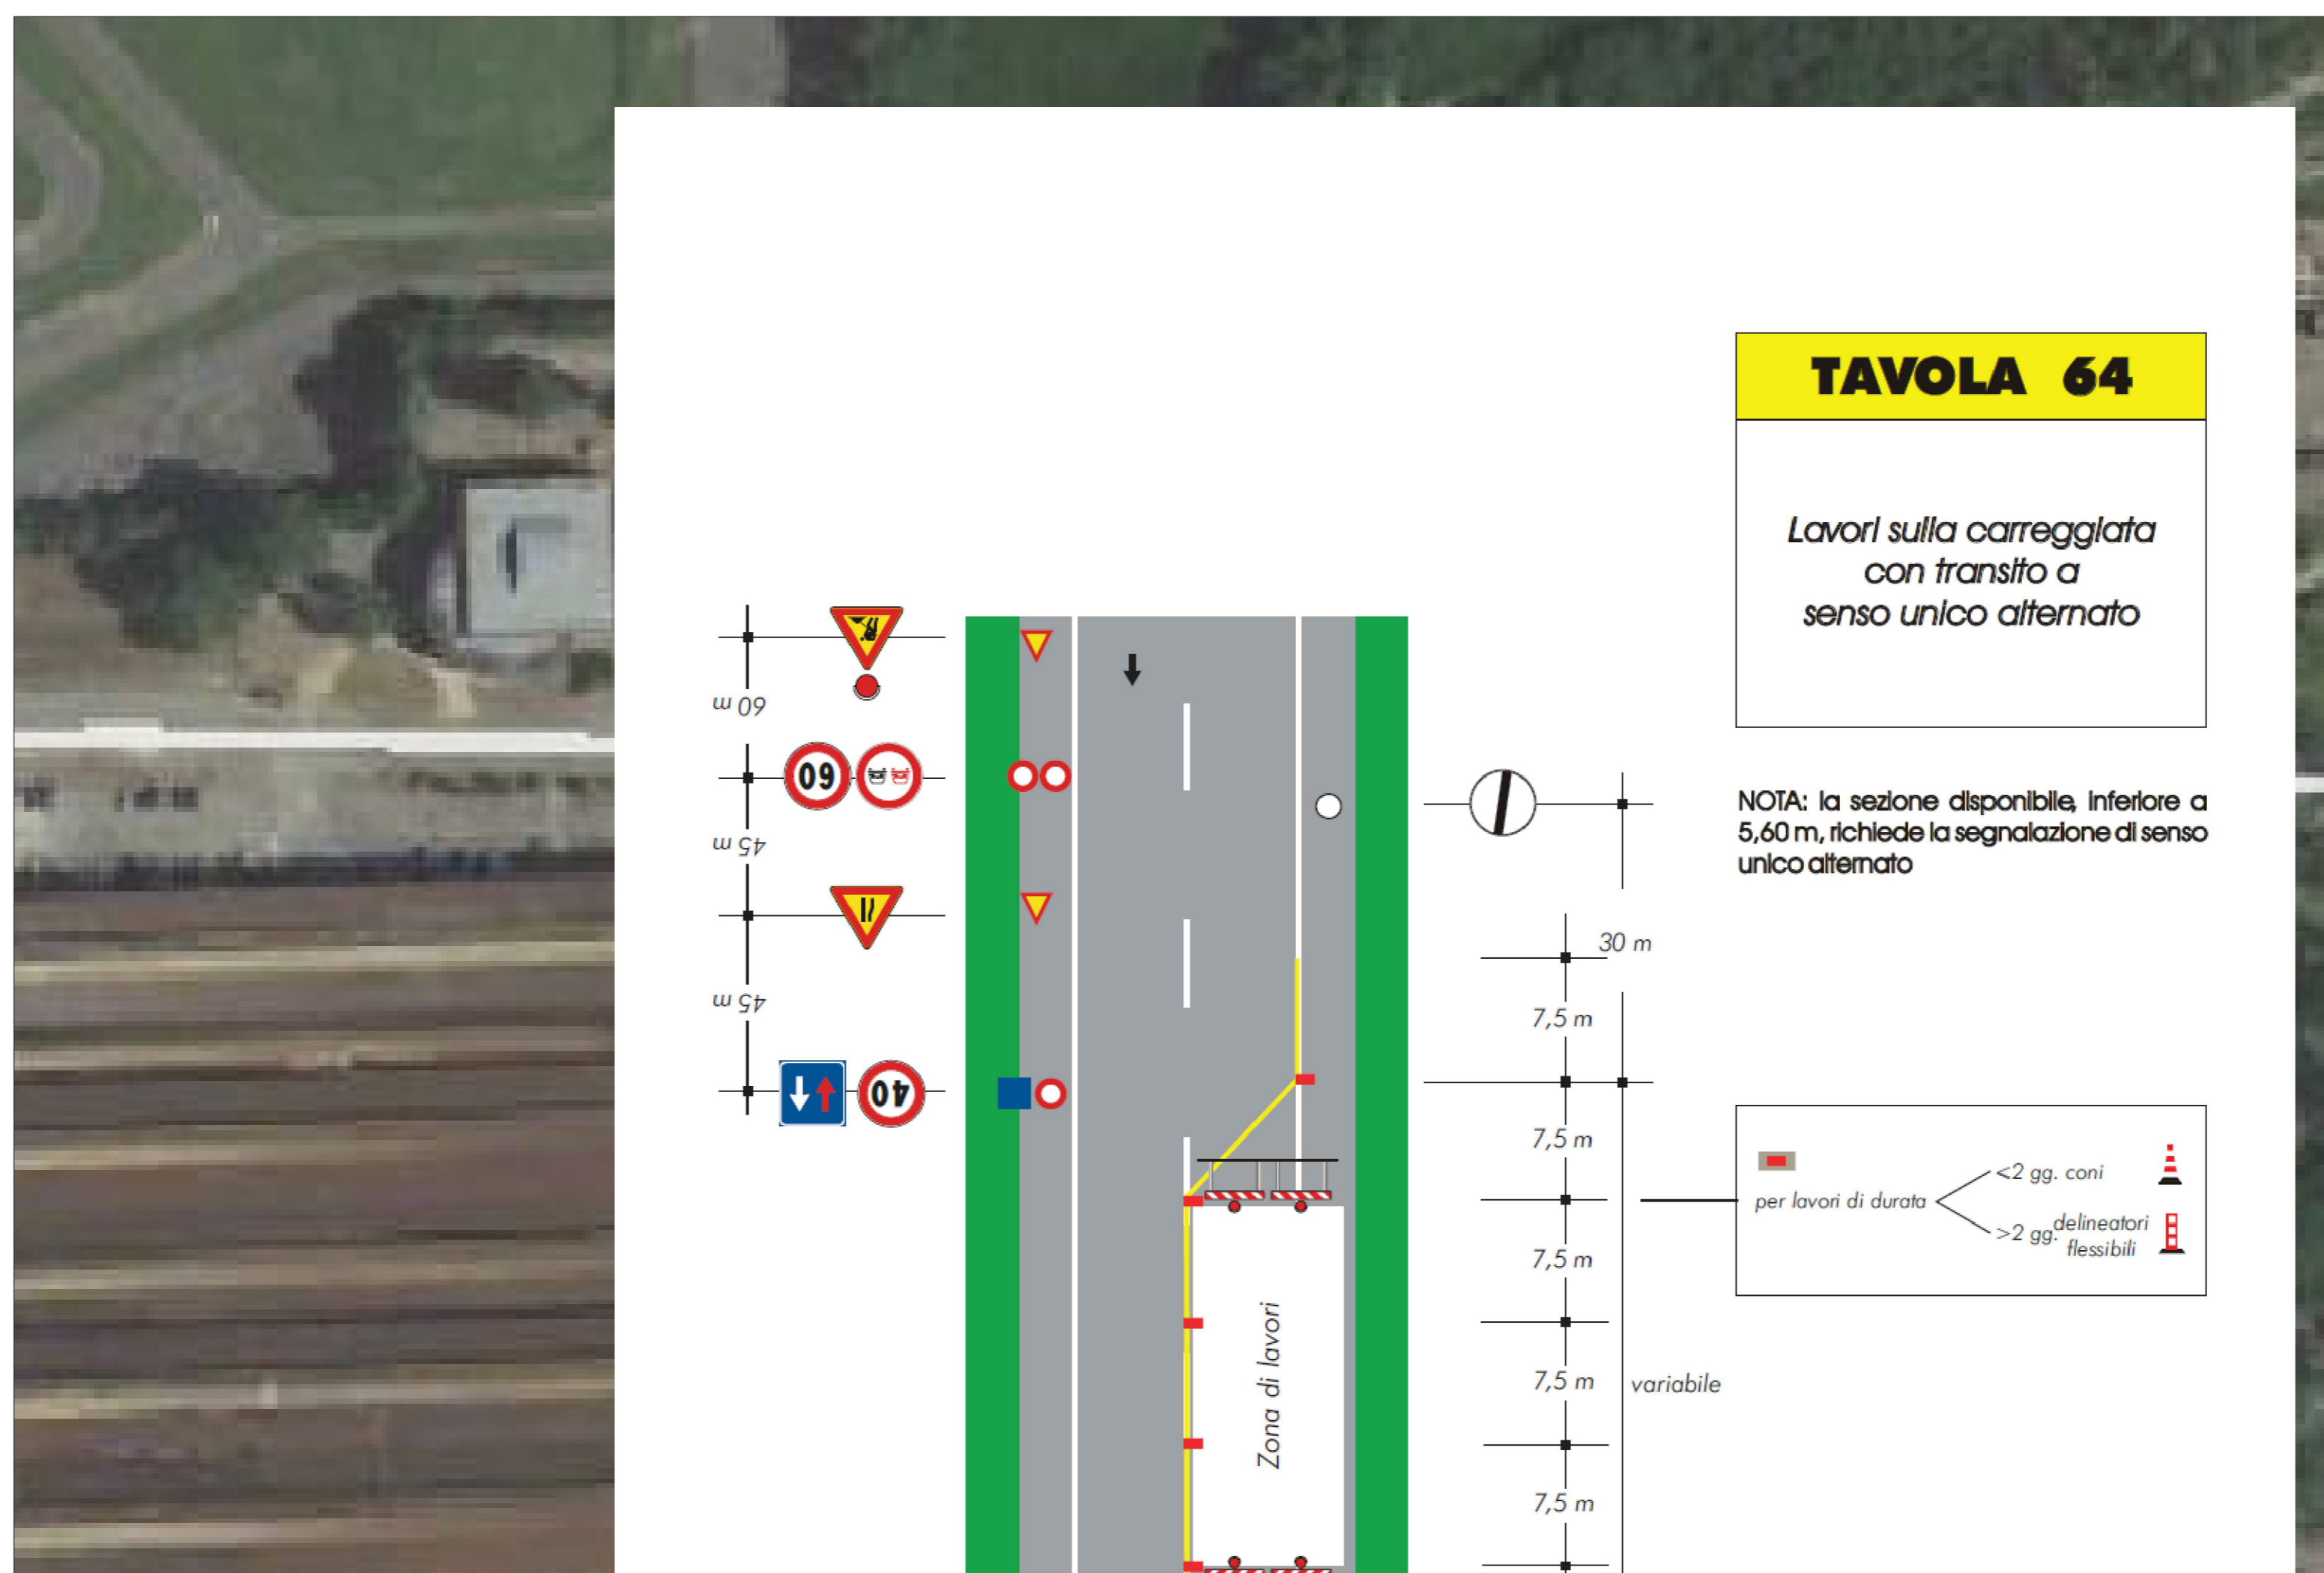 TAVOLA 64
Lavori sulla carreggiata
con transito a
senso unico alternato
60 m
60
45 m
NOTA: la sezione disponibile, inferiore a
5,60 m, richiede la segnalazione di senso
unico alternato
30 m
45 m
7,5 m
40
7,5 m
<2 gg. coni
per lavori di durata
>2 gg. delineatori
flessibili
7,5 m
Zona di lavori
7,5 m
variabile
7,5 m